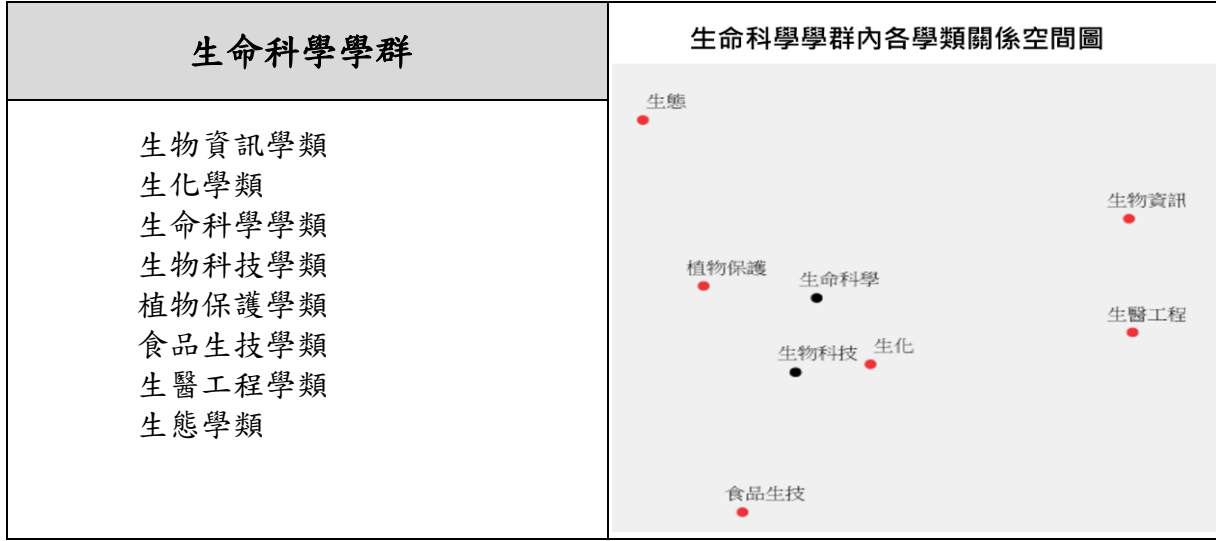 生命科學學群
生物資訊學類
生化學類
生命科學學類
生物科技學類
植物保護學類
食品生技學類
生醫工程學類
生態學類
生命科學學群內各學類關係空間圖
生態
生物資訊
植物保護
生命科學
生醫工程
生物科技
生化
食品生技